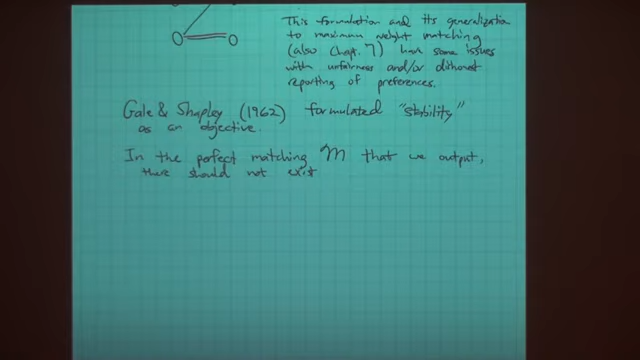 This formulation and its generalization
to maximum weight matching
(also Chapt. 7) have some issues
with unfairness and/or dishonest
reporting of preferences.
Gale & Shapley (1962) formulated "stability"
as an objective.
In the perfect matching M that we output,
there should not exist